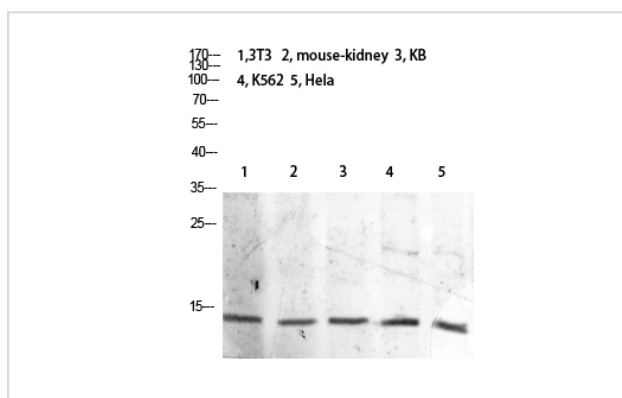 170--- 1,3T3 2, mouse-kidney 3, KB
130---
100--- 4, K562 5, Hela
70---
55---
40---
1 2 3 4 5
35---
25---
15---